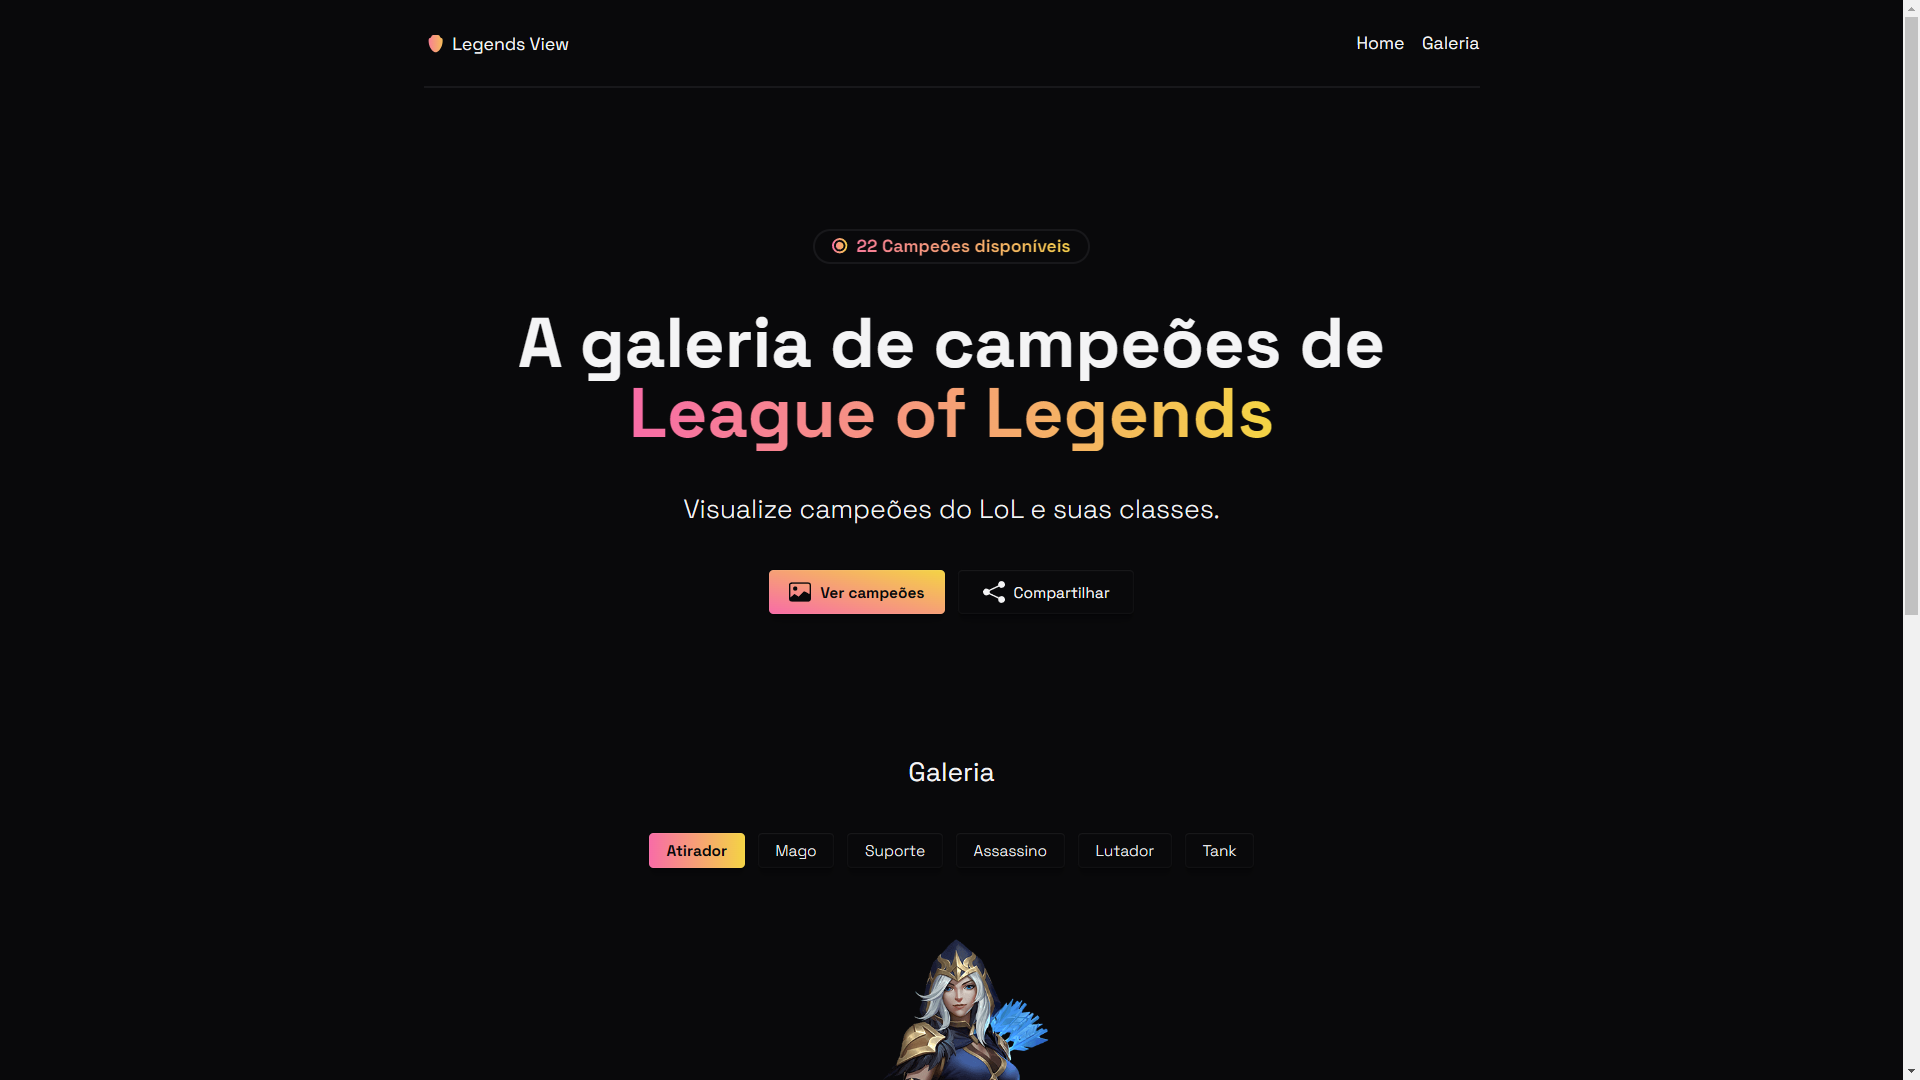 Legends View
Home
Galeria
22 Campeões disponíveis
A galeria de campeões de
League of Legends
Visualize campeões do LoL e suas classes.
Ver campeões
Compartilhar
Galeria
Atirador
Mago
Suporte
Assassino
Lutador
Tank